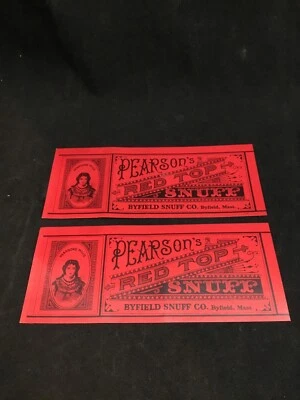 PEARSON'S
RED TOP
SNUFF
BYFIELD SNUFF CO. Byfield, Mass.
PEARSON'S
RED TOP
SNUFF
BYFIELD SNUFF CO. Byfield, Mass.